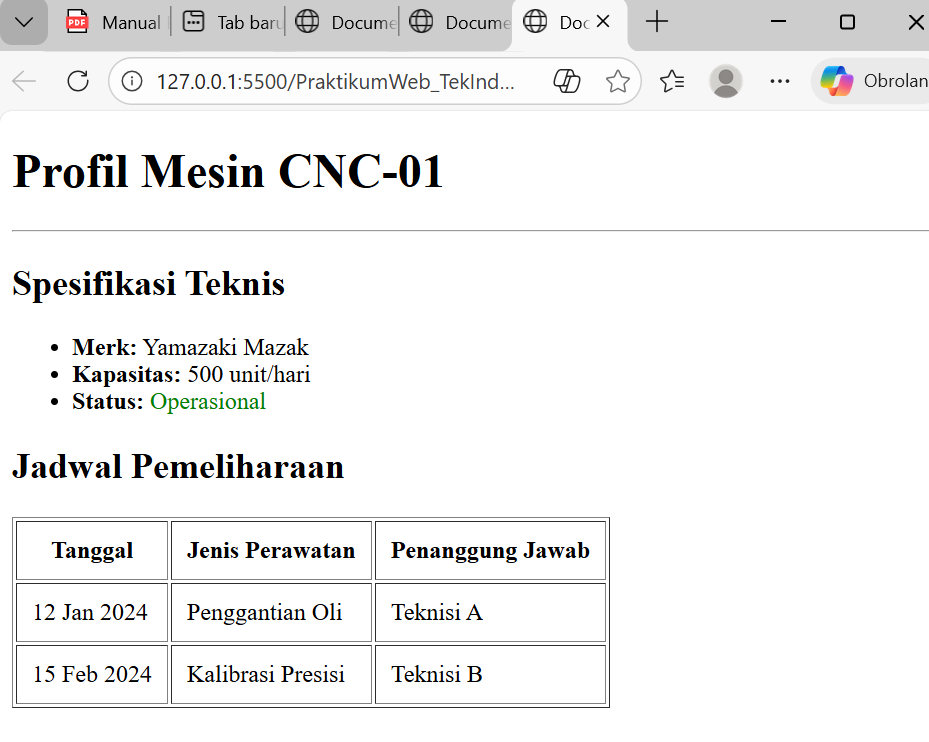 PDF Manual Tab baru Docume Docume Doc
127.0.0.1:5500/PraktikumWeb_TekInd... Obrolan
Profil Mesin CNC-01
Spesifikasi Teknis
• Merk: Yamazaki Mazak
• Kapasitas: 500 unit/hari
• Status: Operasional
Jadwal Pemeliharaan
Tanggal Jenis Perawatan Penanggung Jawab
12 Jan 2024 Penggantian Oli Teknisi A
15 Feb 2024 Kalibrasi Presisi Teknisi B